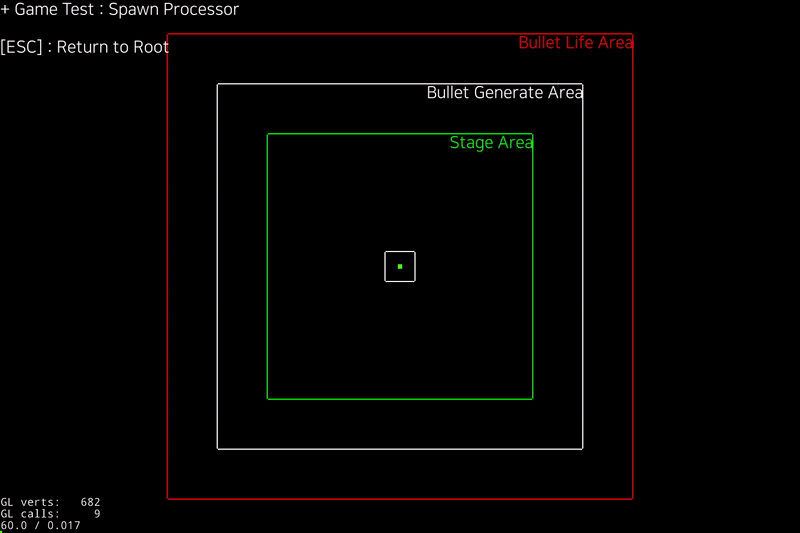 + Game Test : Spawn Processor
[ESC] : Return to Root
Bullet Life Area
Bullet Generate Area
Stage Area
GL verts: 682
GL calls: 9
60.0 / 0.017